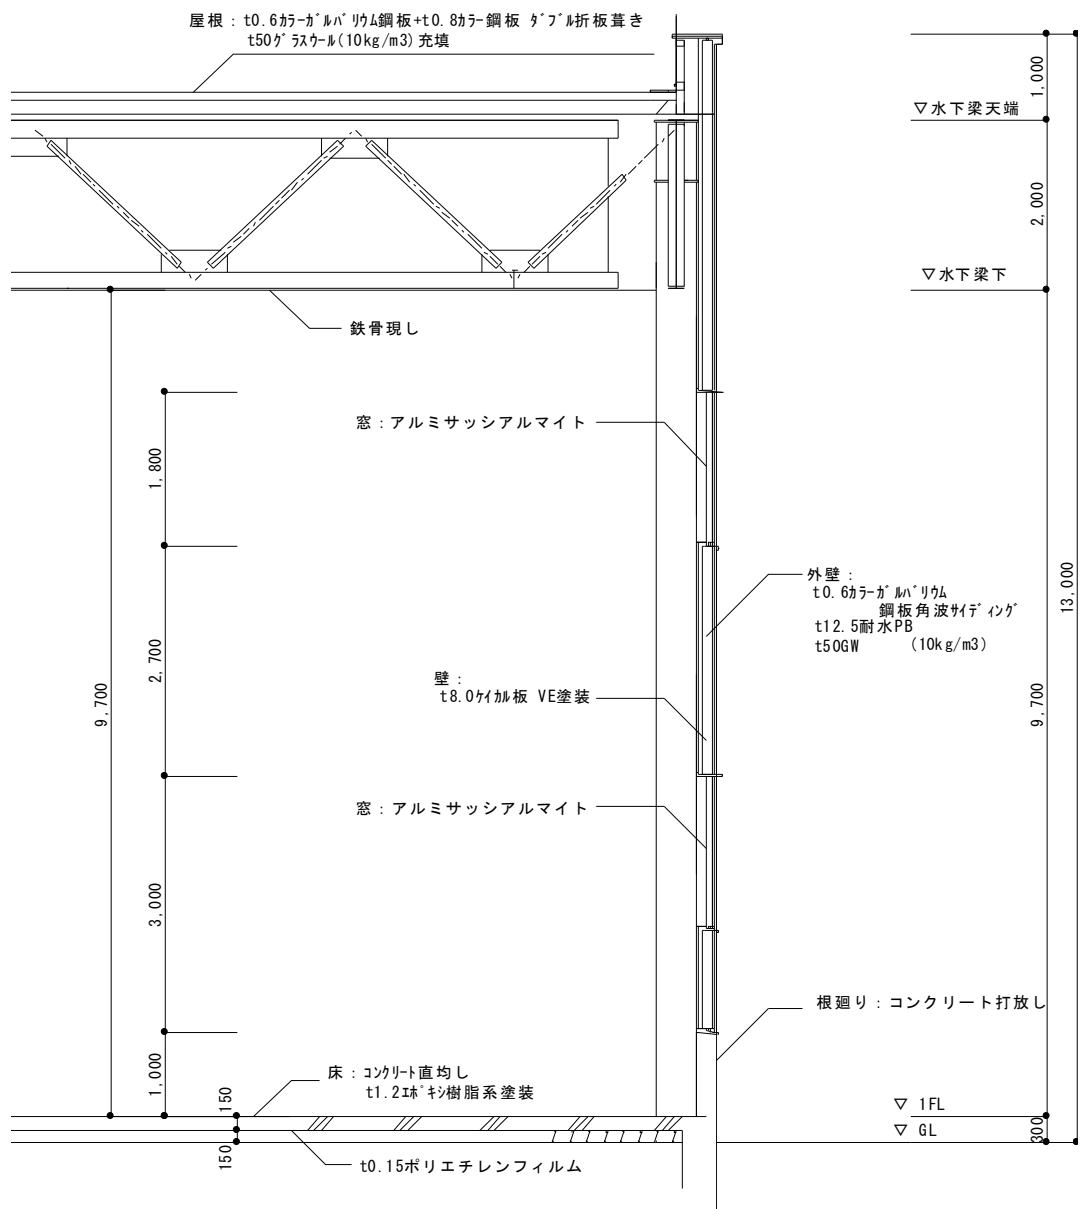 屋根：t0.6ｶﾗｰｶﾞﾙﾊﾞﾘｳﾑ鋼板+t0.8ｶﾗｰ鋼板 ﾀﾞﾌﾞﾙ折板葺き
t50ｸﾞﾗｽｳｰﾙ(10kg/m3)充填
1,000
▽水下梁天端
2,000
▽水下梁下
鉄骨現し
窓：アルミサッシアルマイト
1,800
外壁：
t0.6ｶﾗｰｶﾞﾙﾊﾞﾘｳﾑ
鋼板角波ｻｲﾃﾞｨﾝｸﾞ
t12.5耐水PB
t50GW (10kg/m3)
13,000
2,700
壁：
t8.0ｹｲｶﾙ板 VE塗装
9,700
9,700
窓：アルミサッシアルマイト
3,000
根廻り：コンクリート打放し
1,000
床：ｺﾝｸﾘｰﾄ直均し
t1.2ｴﾎﾟｷｼ樹脂系塗装
150
▽ 1FL
▽ GL
300
150
t0.15ポリエチレンフィルム